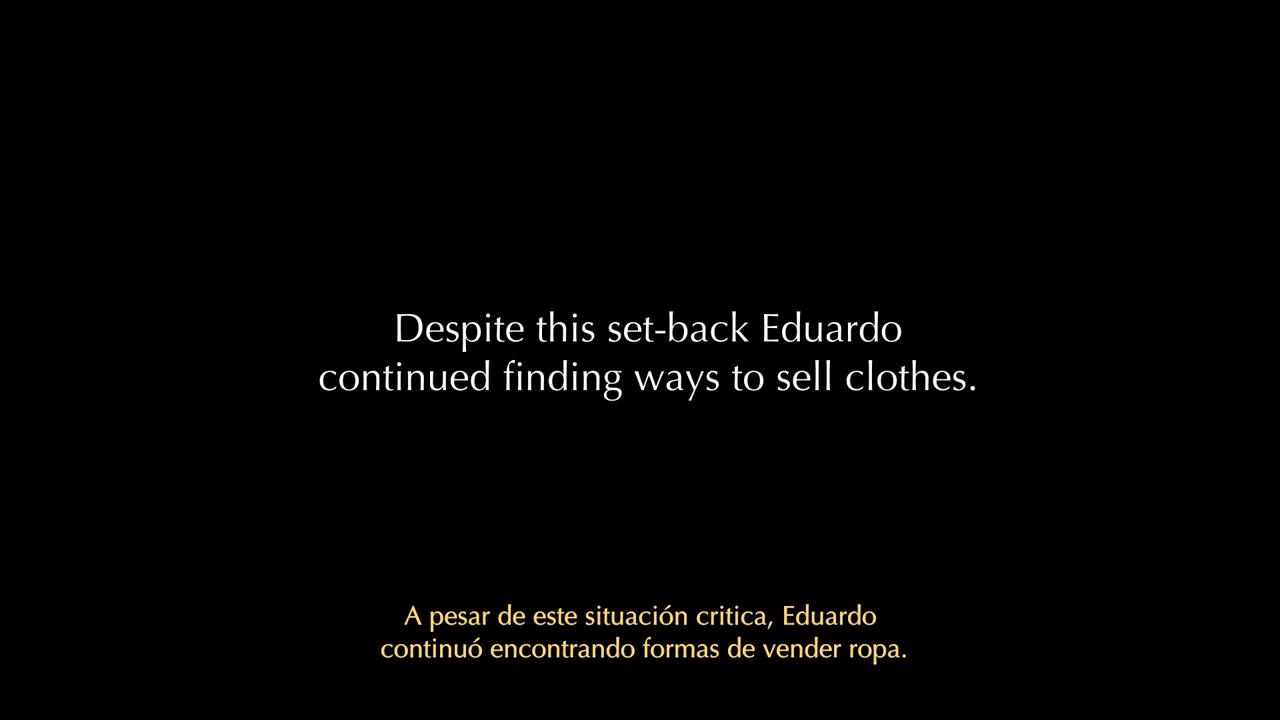 Despite this set-back Eduardo
continued finding ways to sell clothes.
A pesar de este situación critica, Eduardo
continuó encontrando formas de vender ropa.